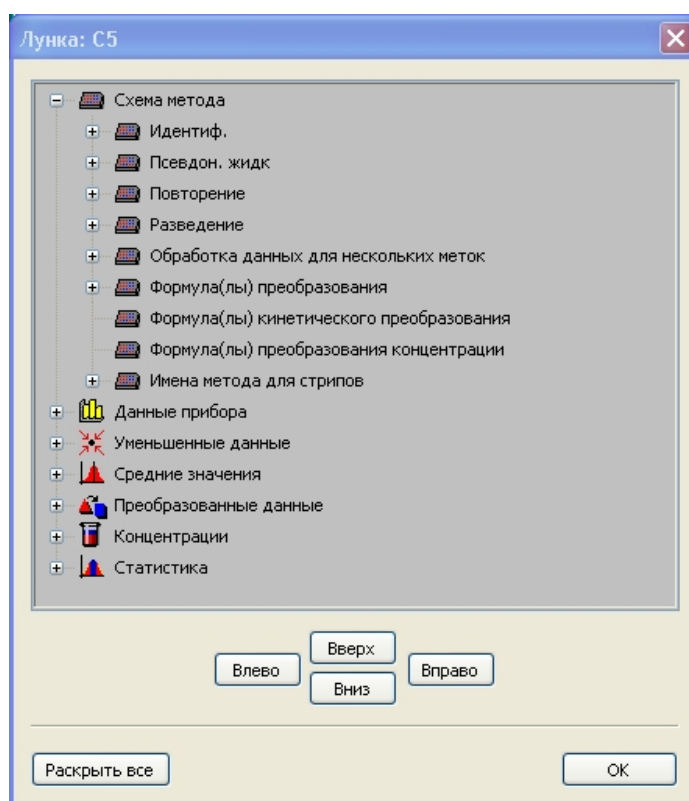 Лунка: C5
Схема метода
Идентиф.
Псевдон. жидк
Повторение
Разведение
Обработка данных для нескольких меток
Формула(лы) преобразования
Формула(лы) кинетического преобразования
Формула(лы) преобразования концентрации
Имена метода для стрипов
Данные прибора
Уменьшенные данные
Средние значения
Преобразованные данные
Концентрации
Статистика
Вверх
Влево
Вправо
Вниз
Раскрыть все
OK